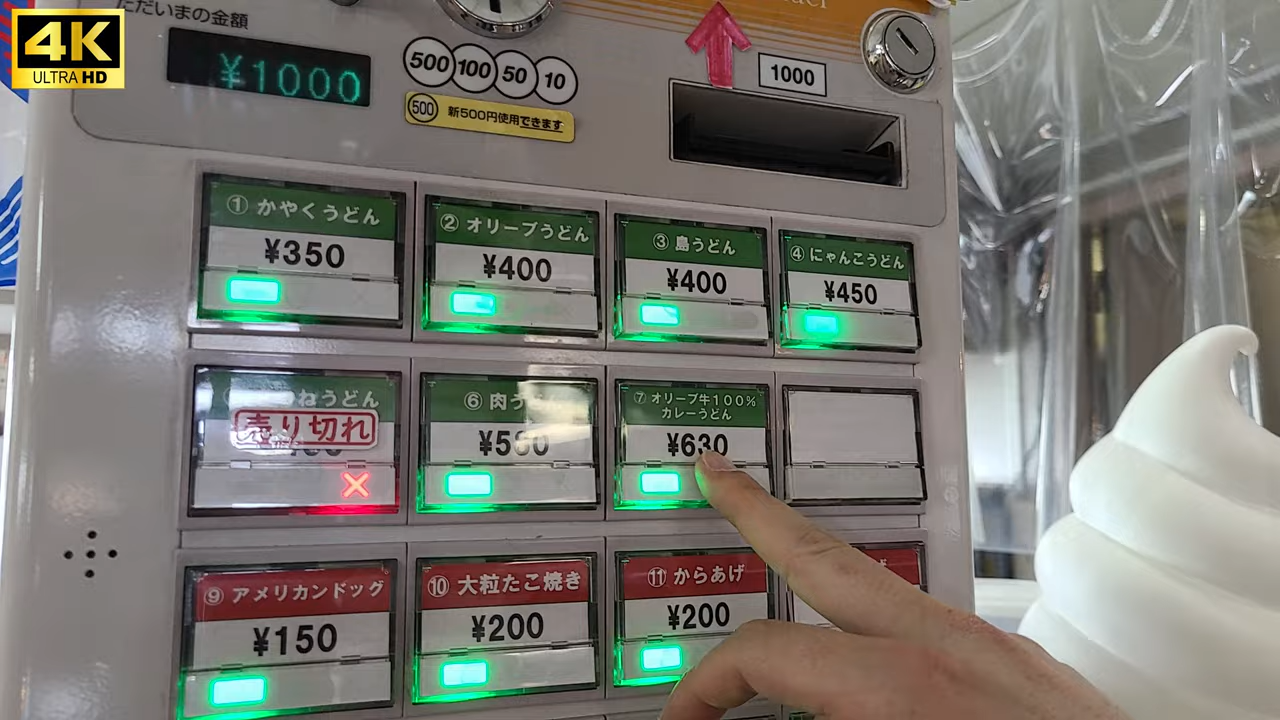 4K
ULTRA HD
ただいまの金額
¥1000
500 100 50 10
500 新500円使用できます
1000
① かやくうどん
¥350
② オリーブうどん
¥400
③ 島うどん
¥400
④ にゃんこうどん
¥450
ねうどん
売り切れ
⑥ 肉う
¥580
⑦ オリーブ牛100%
カレーうどん
¥630
⑨ アメリカンドッグ
¥150
⑩ 大粒たこ焼き
¥200
⑪ からあげ
¥200